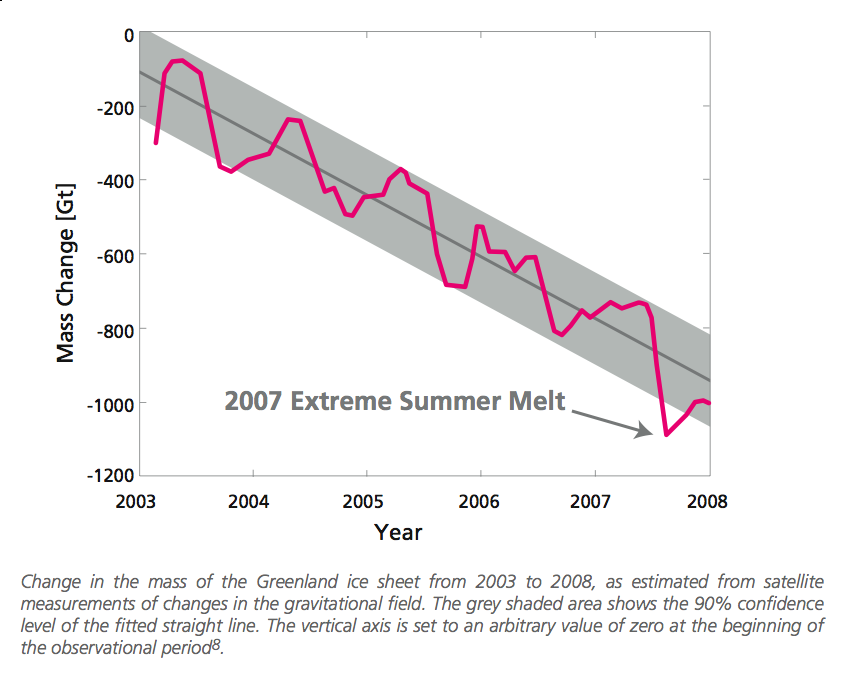 0
-200
-400
-600
-800
-1000
-1200
Mass Change [Gt]
2007 Extreme Summer Melt
2003 2004 2005 2006 2007 2008
Year
Change in the mass of the Greenland ice sheet from 2003 to 2008, as estimated from satellite
measurements of changes in the gravitational field. The grey shaded area shows the 90% confidence
level of the fitted straight line. The vertical axis is set to an arbitrary value of zero at the beginning of
the observational period⁸.